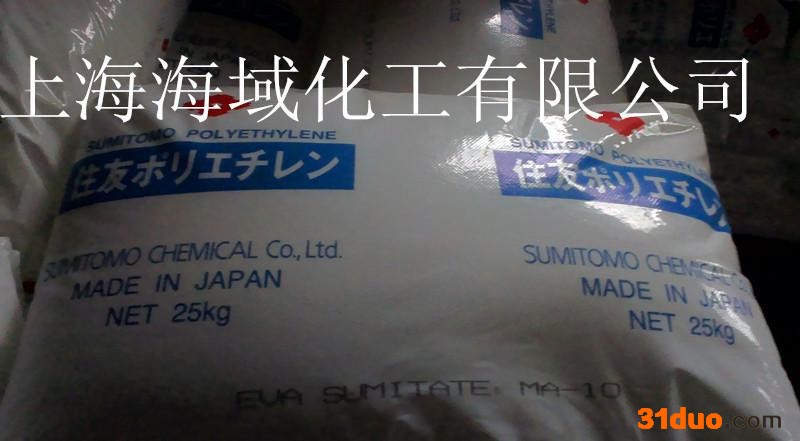 上海海域化工有限公司
SUMITOMO POLYETHYLENE
住友ポリエチレン
SUMITOMO CHEMICAL Co., Ltd.
MADE IN JAPAN
NET 25kg
SUMITOMO POLYETHYLENE
住友ポリエチレン
SUMITOMO CHEMICAL Co
MADE IN JAPAN
NET 25kg
EVA SUMITATE MA-10
31duo.com